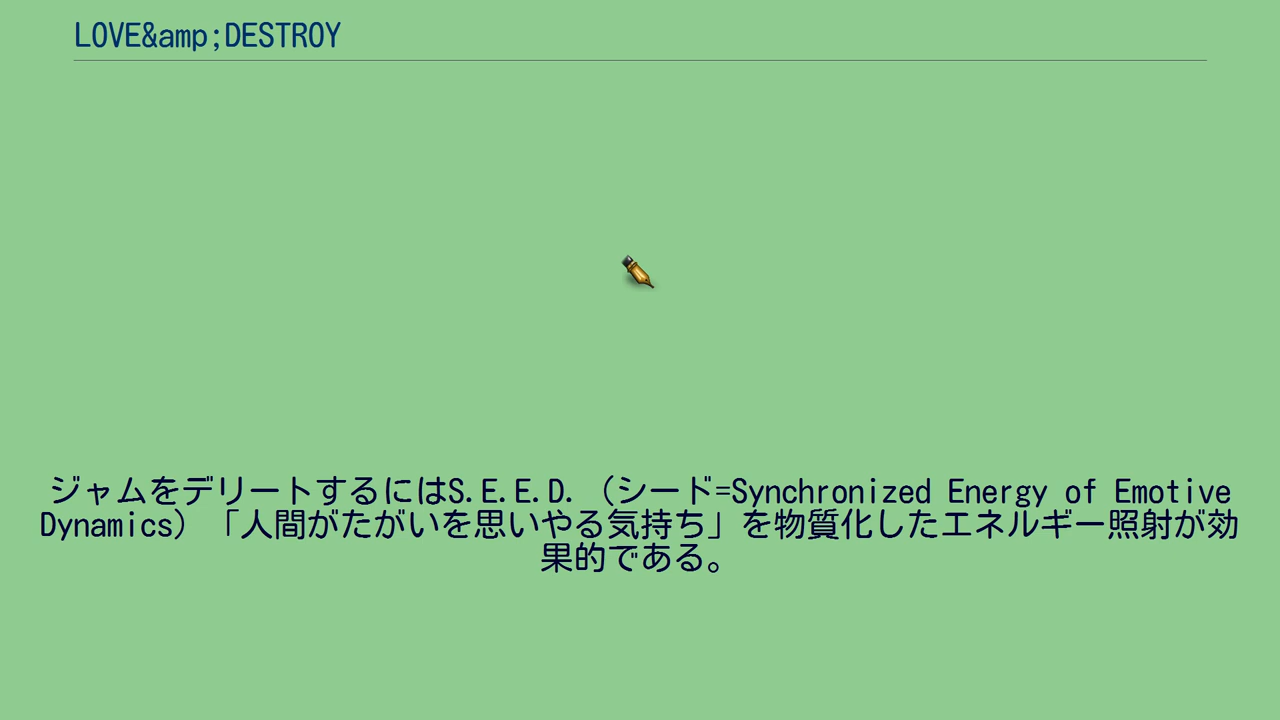 LOVE&amp;DESTROY
ジャムをデリートするにはS.E.E.D.（シード=Synchronized Energy of Emotive
Dynamics）「人間がたがいを思いやる気持ち」を物質化したエネルギー照射が効
果的である。